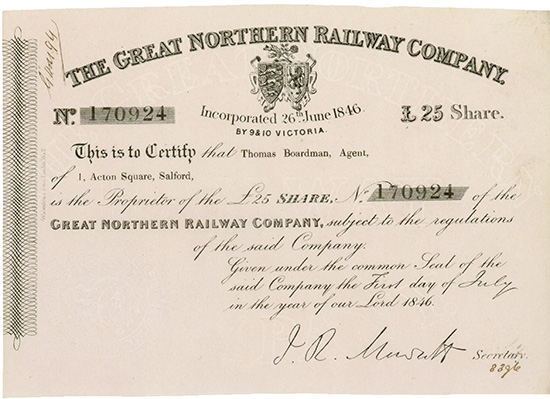 THE GREAT NORTHERN RAILWAY COMPANY.
No. 170924
Incorporated 26th June 1846.
BY 9&10 VICTORIA.
£25 Share.
This is to Certify that Thomas Boardman, Agent,
of 1, Acton Square, Salford,
is the Proprietor of the £25 SHARE, No. 170924 of the
GREAT NORTHERN RAILWAY COMPANY, subject to the regulations
of the said Company.
Given under the common Seal of the
said Company the First day of July
in the year of our Lord 1846.
J. R. Mowatt Secretary.
8396